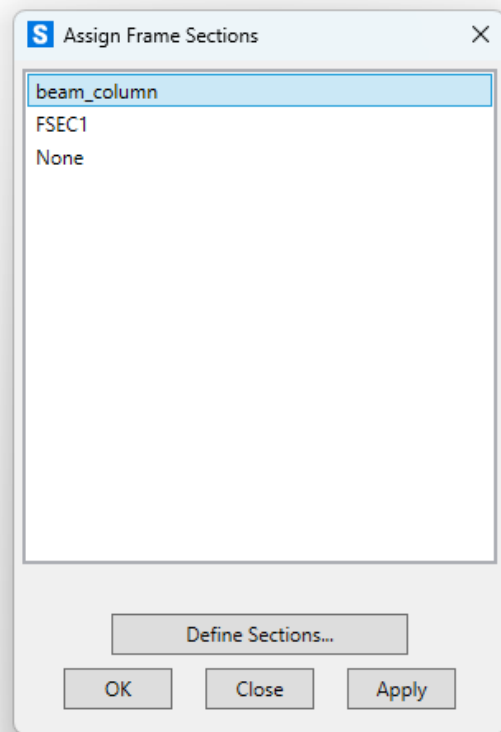 S Assign Frame Sections
beam_column
FSEC1
None
Define Sections...
OK Close Apply